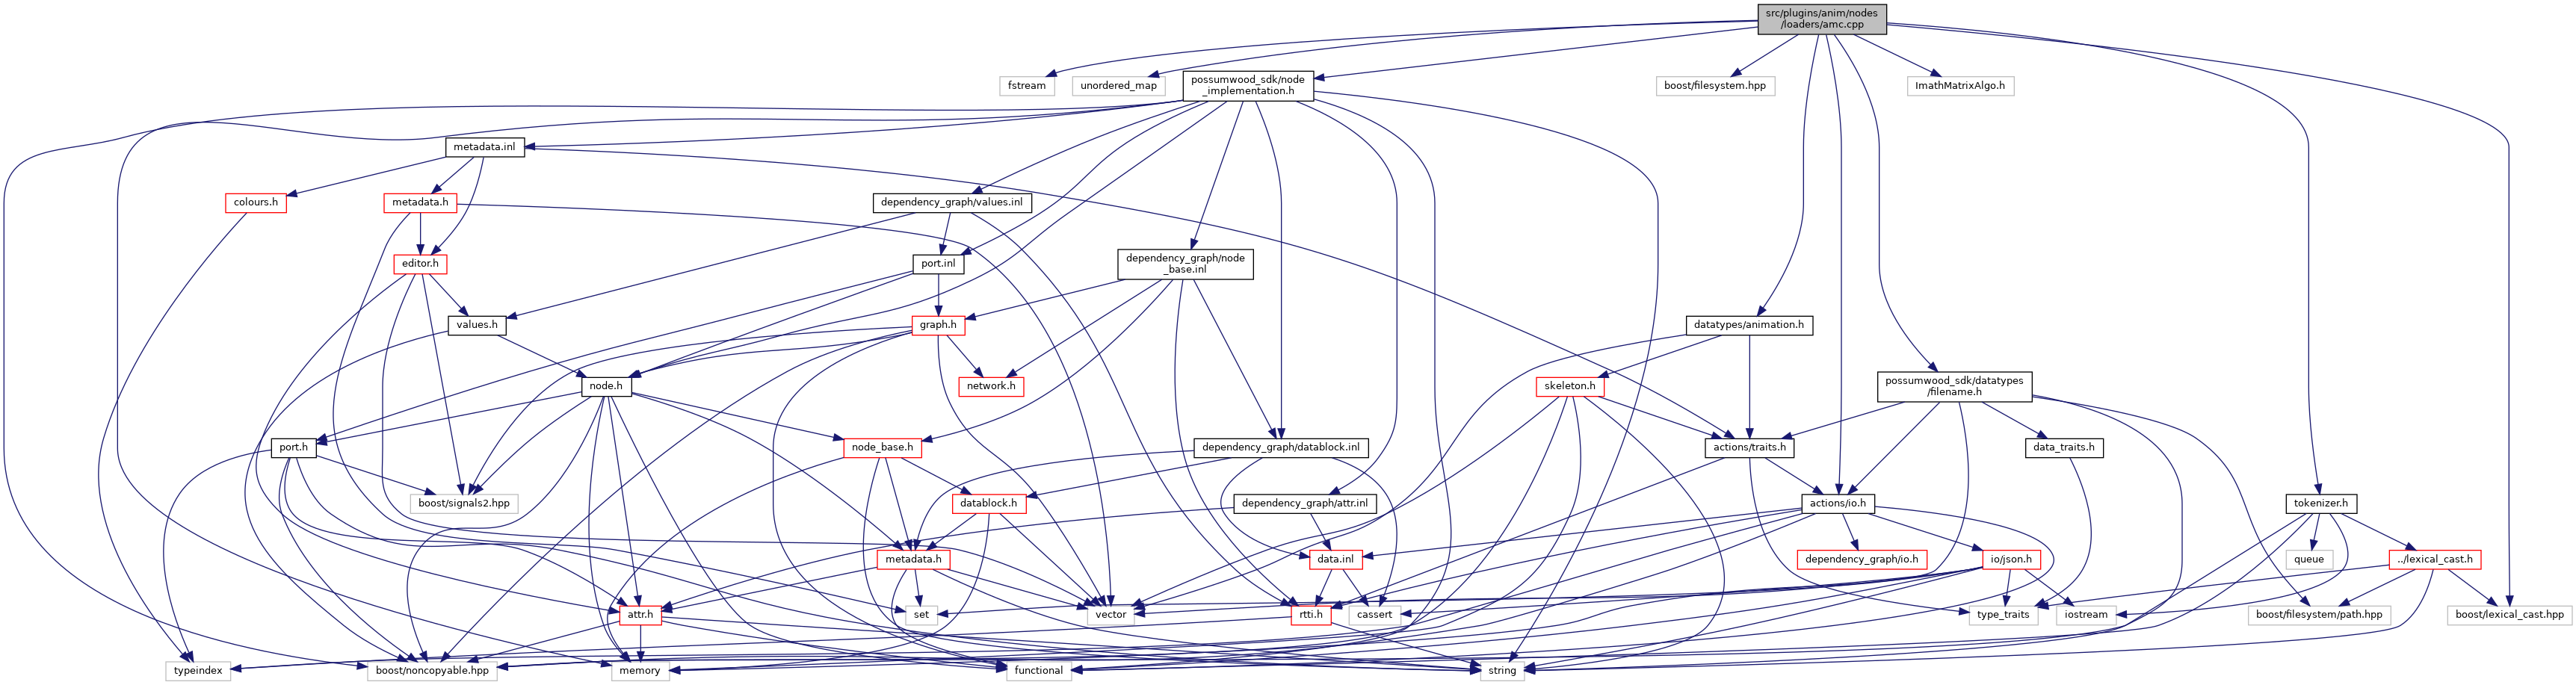 src/plugins/anim/nodes
/loaders/amc.cpp
fstream
unordered_map
possumwood_sdk/node
_implementation.h
boost/filesystem.hpp
ImathMatrixAlgo.h
metadata.inl
colours.h
metadata.h
dependency_graph/values.inl
editor.h
port.inl
dependency_graph/node
_base.inl
values.h
graph.h
datatypes/animation.h
node.h
network.h
skeleton.h
possumwood_sdk/datatypes
/filename.h
port.h
node_base.h
dependency_graph/datablock.inl
actions/traits.h
data_traits.h
boost/signals2.hpp
datablock.h
dependency_graph/attr.inl
actions/io.h
tokenizer.h
metadata.h
data.inl
dependency_graph/io.h
io/json.h
queue
../lexical_cast.h
attr.h
set
vector
rtti.h
cassert
type_traits
iostream
boost/filesystem/path.hpp
boost/lexical_cast.hpp
typeindex
boost/noncopyable.hpp
memory
functional
string